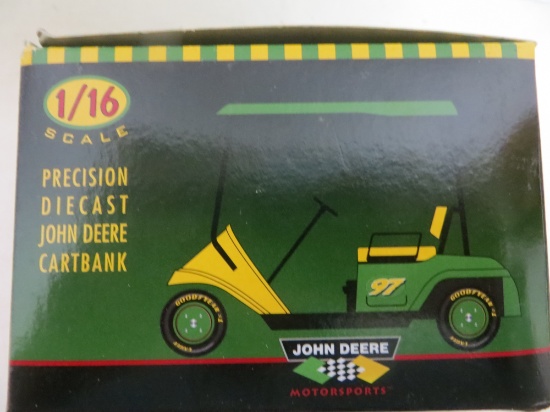 1/16
SCALE
PRECISION
DIECAST
JOHN DEERE
CARTBANK
97
GOODYEAR
GOODYEAR
JOHN DEERE
MOTORSPORTS